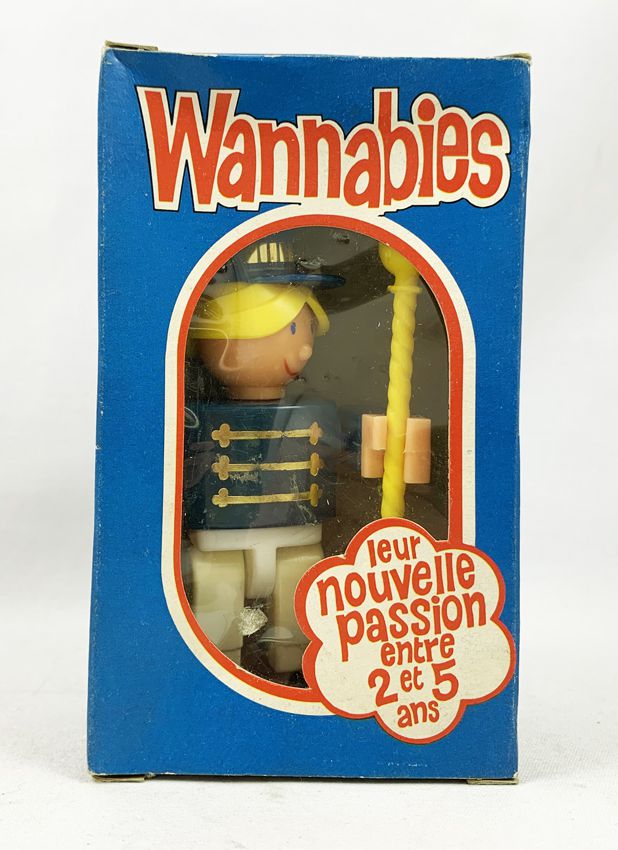 Wannabies
leur
nouvelle
passion
entre
2 et 5
ans